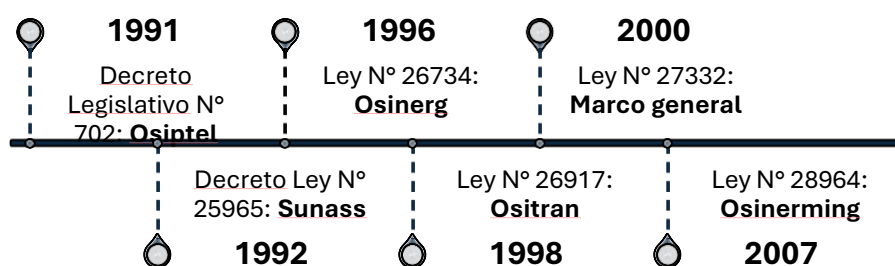 1991
Decreto
Legislativo N°
702: Osiptel
1996
Ley N° 26734:
Osinerg
2000
Ley N° 27332:
Marco general
Decreto Ley N°
25965: Sunass
1992
Ley N° 26917:
Ositran
1998
Ley N° 28964:
Osinerming
2007